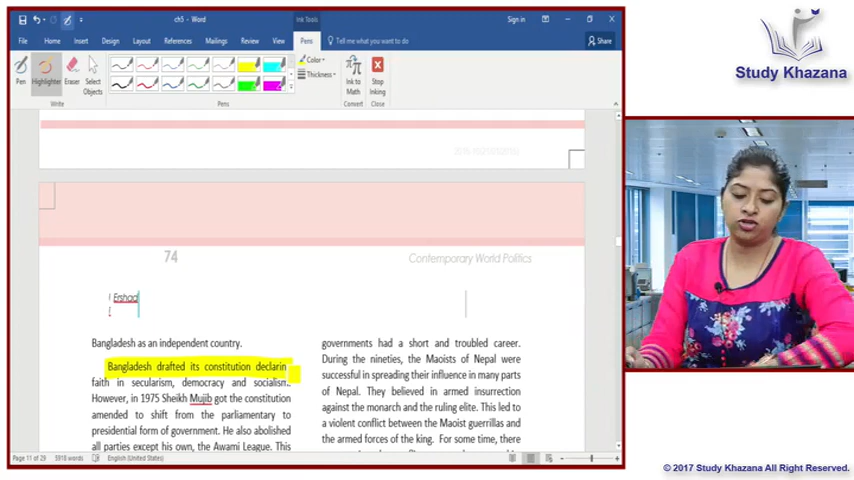 ch5 - Word
Ink Tools
Sign in
File Home Insert Design Layout References Mailings Review View Pens Tell me what you want to do
Share
Pen Highlighter Eraser Select Objects
Color
Thickness
Ink to Math
Stop Inking
Write Pens Convert Close
Study Khazana
74
Contemporary World Politics
Ershad
Bangladesh as an independent country.
Bangladesh drafted its constitution declarin
faith in secularism, democracy and socialism.
However, in 1975 Sheikh Mujib got the constitution
amended to shift from the parliamentary to
presidential form of government. He also abolished
all parties except his own, the Awami League. This
governments had a short and troubled career.
During the nineties, the Maoists of Nepal were
successful in spreading their influence in many parts
of Nepal. They believed in armed insurrection
against the monarch and the ruling elite. This led to
a violent conflict between the Maoist guerrillas and
the armed forces of the king. For some time, there
Page 11 of 29 5918 words English (United States)
© 2017 Study Khazana All Right Reserved.